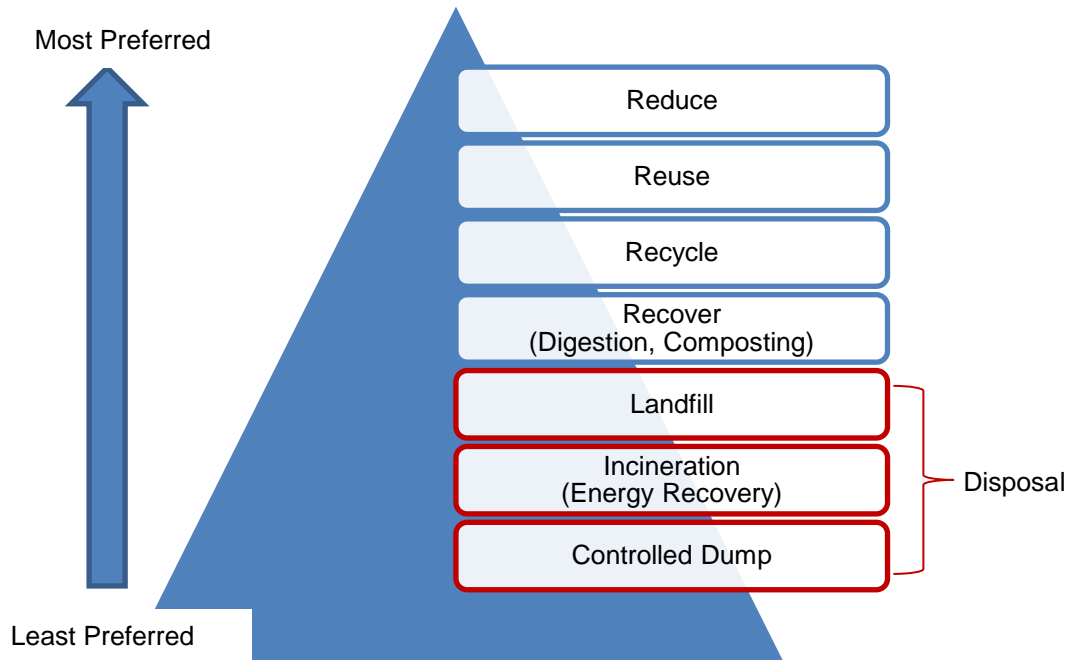 Most Preferred
Reduce
Reuse
Recycle
Recover
(Digestion, Composting)
Landfill
Incineration
(Energy Recovery)
Disposal
Controlled Dump
Least Preferred